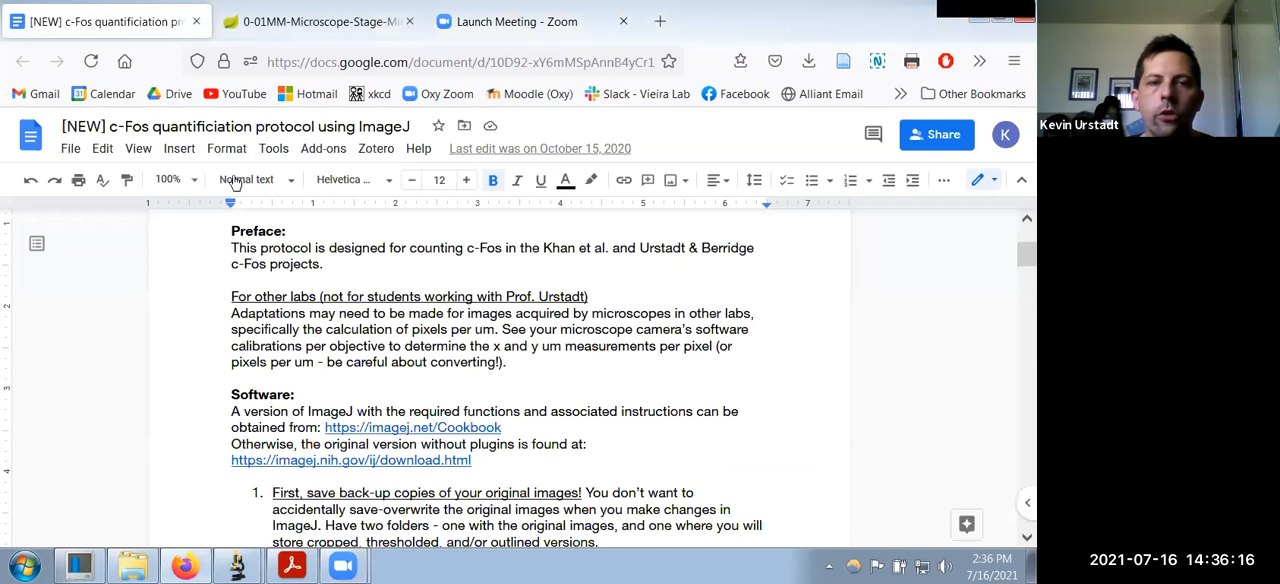 [NEW] c-Fos quantificiation pr
0-01MM-Microscope-Stage-Mi
Launch Meeting - Zoom
https://docs.google.com/document/d/10D92-xY6mMSpAnnB4yCr1
Gmail
Calendar
Drive
YouTube
Hotmail
xkcd
Oxy Zoom
Moodle (Oxy)
Slack - Vieira Lab
Facebook
Alliant Email
Other Bookmarks
[NEW] c-Fos quantificiation protocol using ImageJ
File Edit View Insert Format Tools Add-ons Zotero Help Last edit was on October 15, 2020
Share
K
100% Normal text Helvetica ... 12 B I U A
1 1 2 3 4 5 6 7
Preface:
This protocol is designed for counting c-Fos in the Khan et al. and Urstadt & Berridge
c-Fos projects.
For other labs (not for students working with Prof. Urstadt)
Adaptations may need to be made for images acquired by microscopes in other labs,
specifically the calculation of pixels per um. See your microscope camera's software
calibrations per objective to determine the x and y um measurements per pixel (or
pixels per um - be careful about converting!).
Software:
A version of ImageJ with the required functions and associated instructions can be
obtained from: https://imagej.net/Cookbook
Otherwise, the original version without plugins is found at:
https://imagej.nih.gov/ij/download.html
1. First, save back-up copies of your original images! You don't want to
accidentally save-overwrite the original images when you make changes in
ImageJ. Have two folders - one with the original images, and one where you will
store cropped, thresholded, and/or outlined versions.
2:36 PM
7/16/2021
Kevin Urstadt
2021-07-16 14:36:16